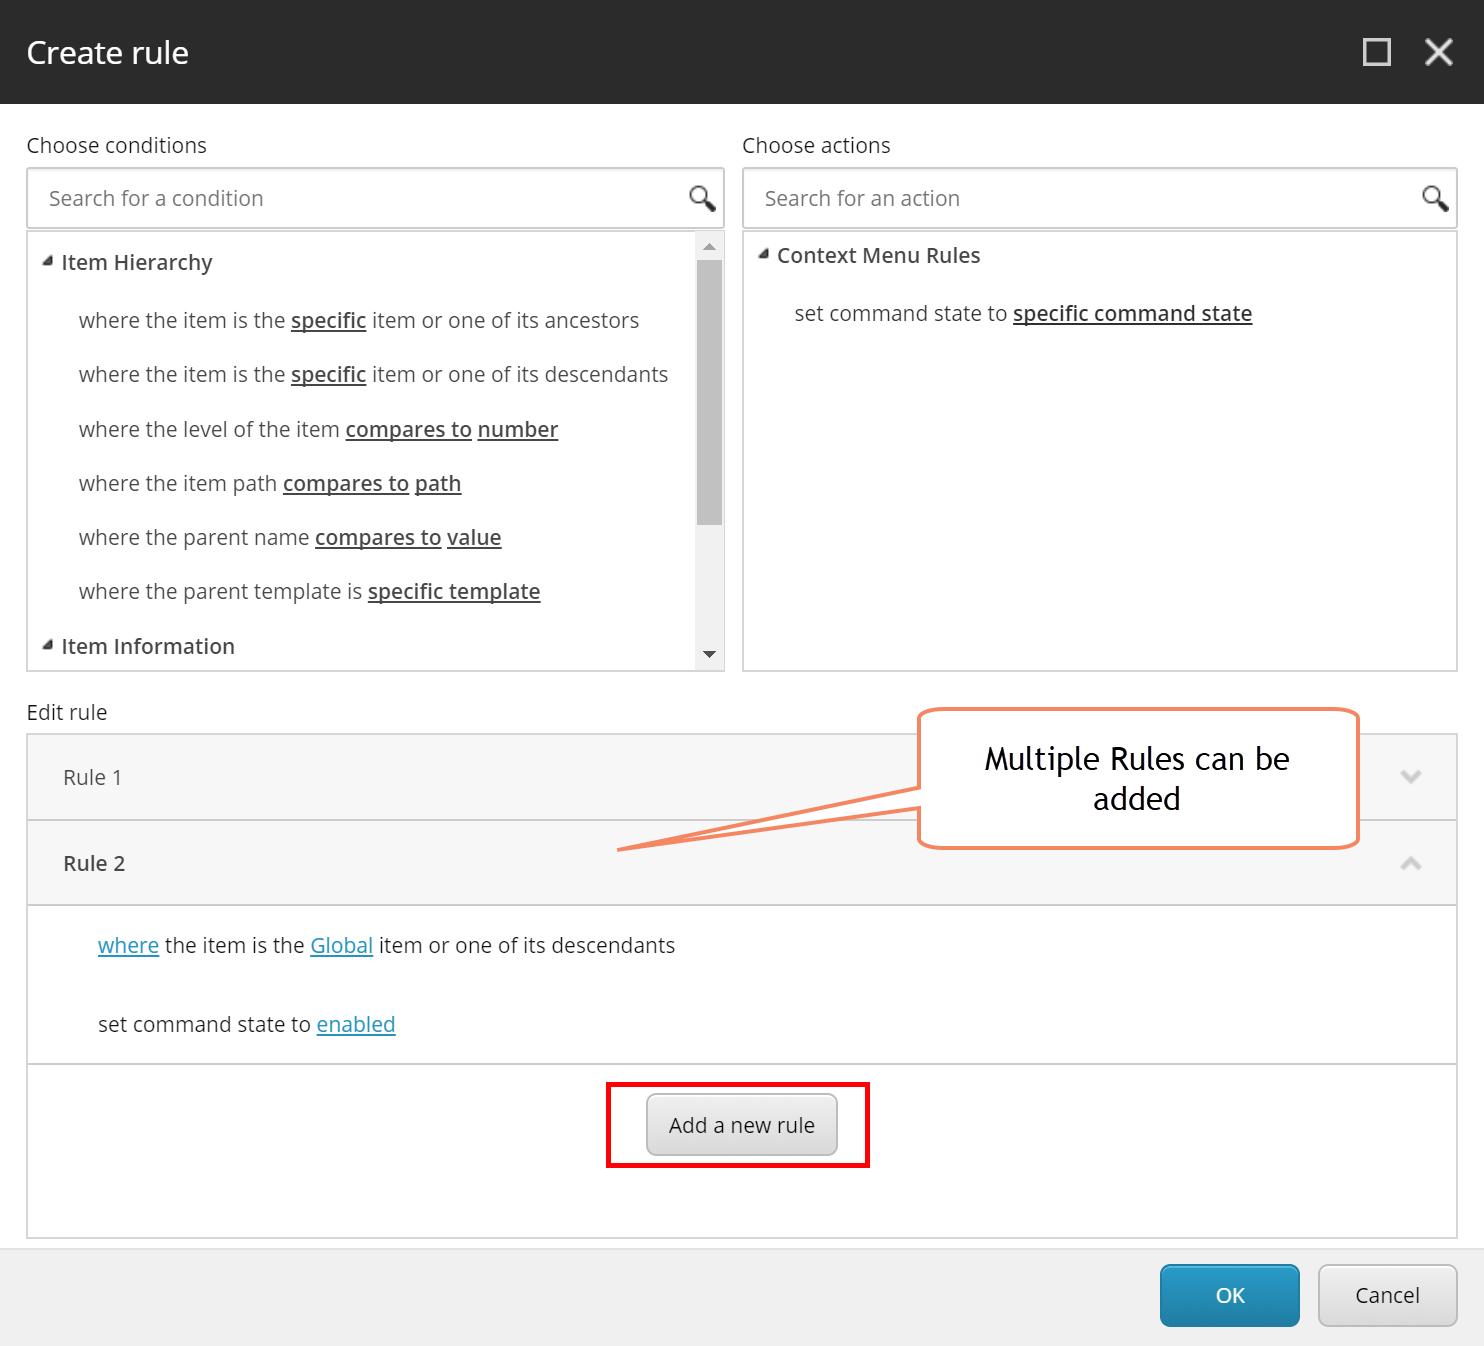 Create rule
Choose conditions
Search for a condition
Item Hierarchy
where the item is the specific item or one of its ancestors
where the item is the specific item or one of its descendants
where the level of the item compares to number
where the item path compares to path
where the parent name compares to value
where the parent template is specific template
Item Information
Choose actions
Search for an action
Context Menu Rules
set command state to specific command state
Edit rule
Rule 1
Multiple Rules can be
added
Rule 2
where the item is the Global item or one of its descendants
set command state to enabled
Add a new rule
OK
Cancel